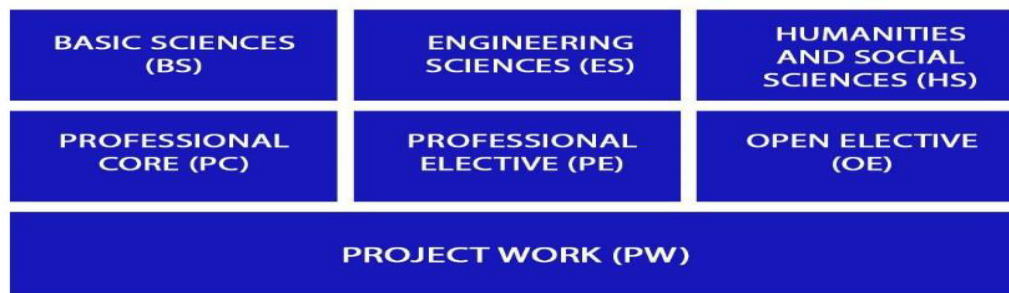 BASIC SCIENCES
(BS)
ENGINEERING
SCIENCES (ES)
HUMANITIES
AND SOCIAL
SCIENCES (HS)
PROFESSIONAL
CORE (PC)
PROFESSIONAL
ELECTIVE (PE)
OPEN ELECTIVE
(OE)
PROJECT WORK (PW)